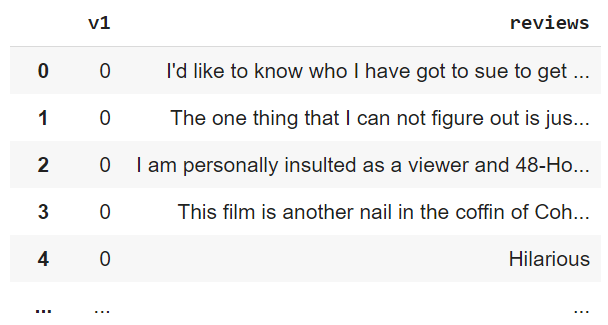 v1 reviews
0 0 I'd like to know who I have got to sue to get ...
1 0 The one thing that I can not figure out is jus...
2 0 I am personally insulted as a viewer and 48-Ho...
3 0 This film is another nail in the coffin of Coh...
4 0 Hilarious
... ... ...